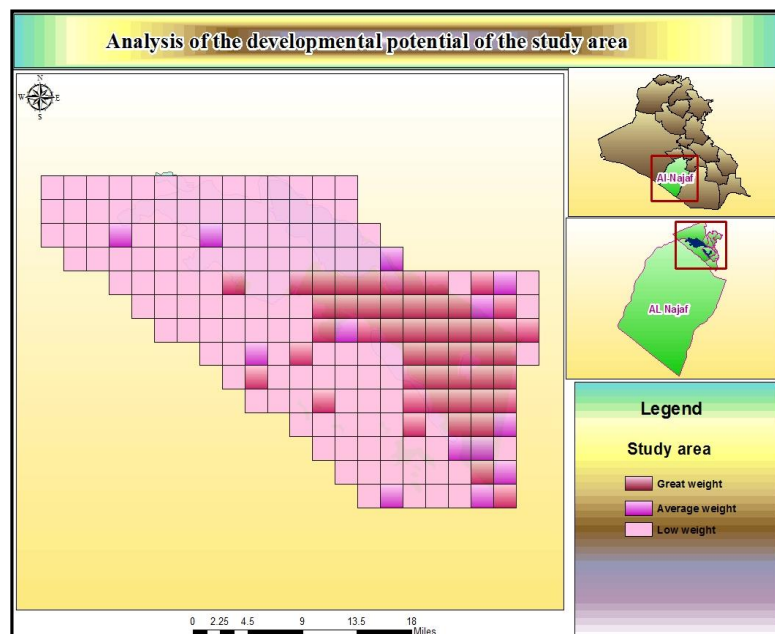 Analysis of the developmental potential of the study area
N
W
E
S
Al-Najaf
AL Najaf
Legend
Study area
Great weight
Average weight
Low weight
0 2.25 4.5 9 13.5 18
Miles